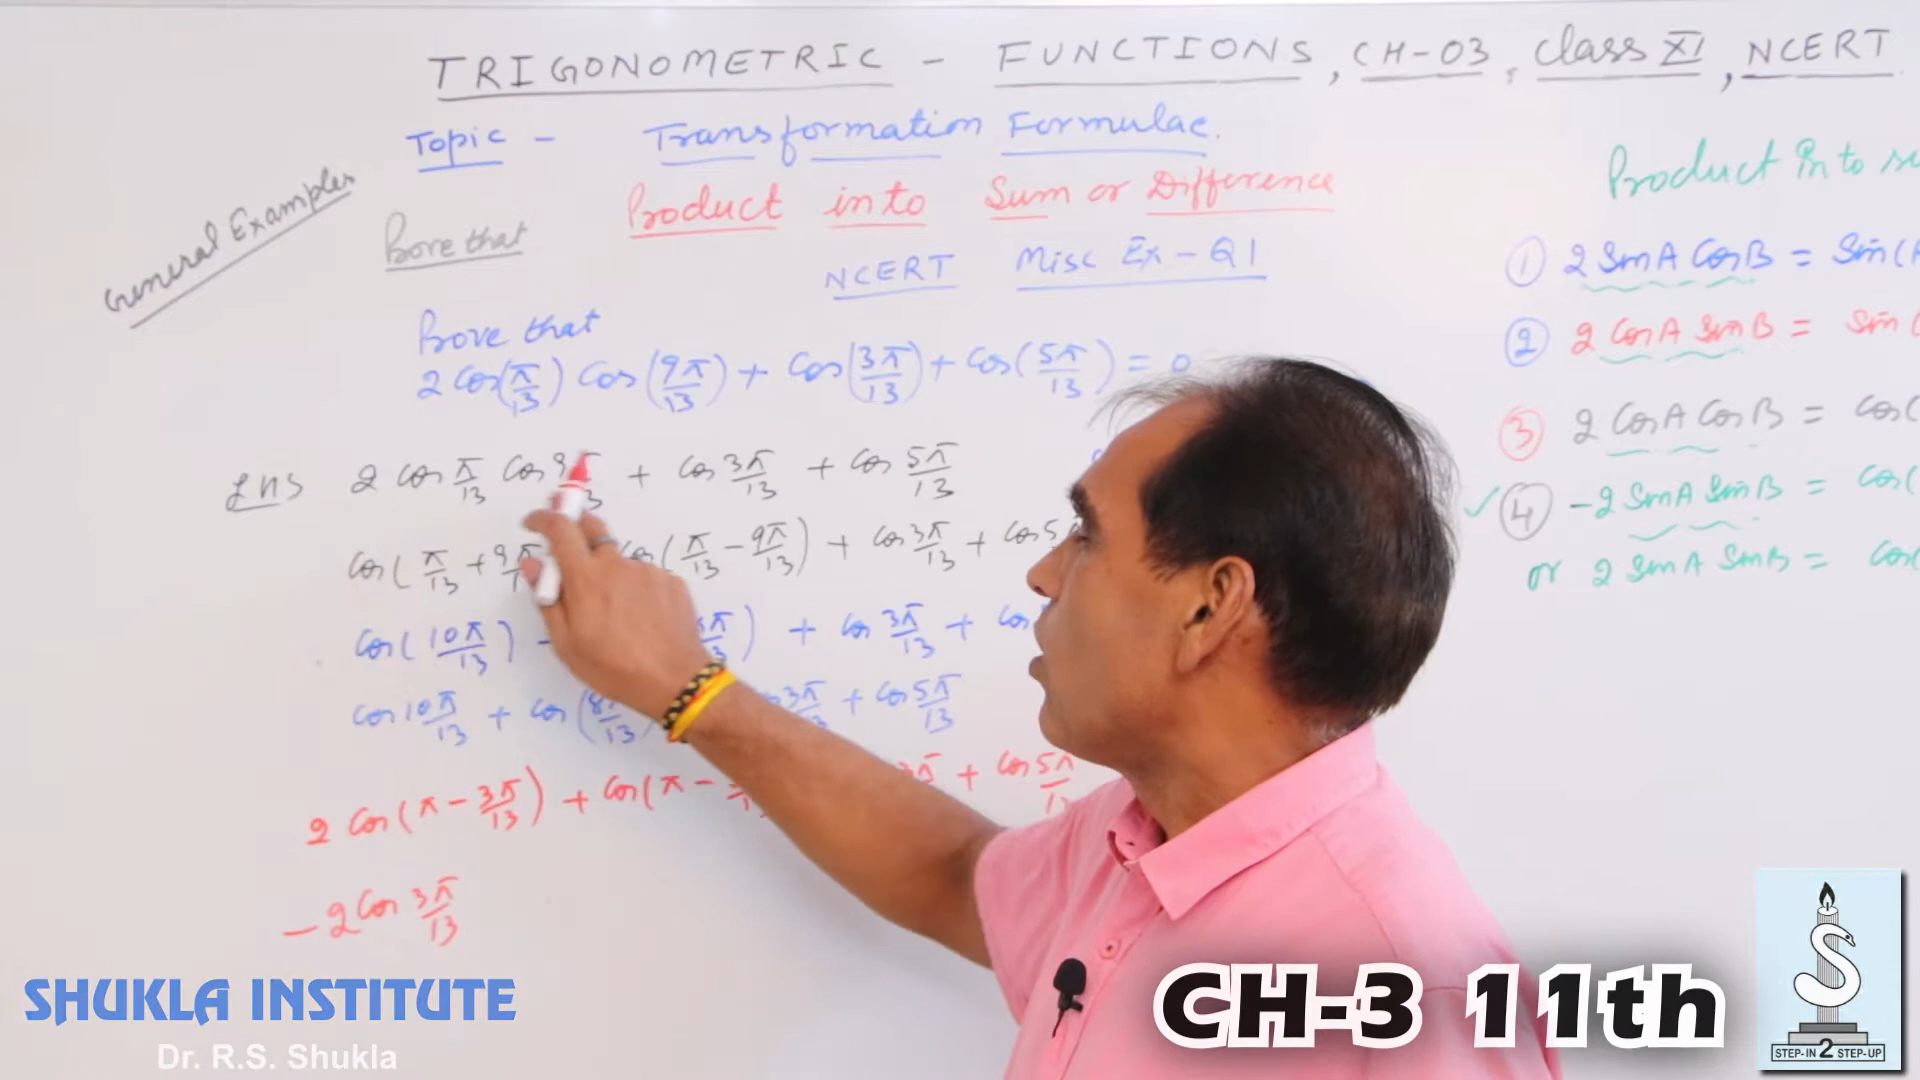 TRIGONOMETRIC - FUNCTIONS, CH-03, Class XI, NCERT
Topic - Transformation Formulae.
General Examples
Prove that
Product into Sum or Difference
Product into
NCERT Misc Ex-Q1
Prove that
2 cos(π/13) cos(9π/13) + cos(3π/13) + cos(5π/13) = 0
LHS 2 cos π/13 cos 9π/13 + cos 3π/13 + cos 5π/13
cos(π/13 + 9π/13 cos(π/13 - 9π/13) + cos 3π/13 + cos 5
cos(10π/13) + cos 3π/13 + cos
cos 10π/13 + cos(8π/13 cos 3π/13 + cos 5π/13
2 cos(π - 3π/13) + cos(π - + cos 5π/13
-2 cos 3π/13
① 2 SinA CosB = Sin(A
② 2 CosA SinB = Sin(
③ 2 CosA CosB = Cos(
✓ ④ -2 SinA SinB = Cos(
or 2 SinA SinB = Cos(
SHUKLA INSTITUTE
Dr. R.S. Shukla
CH-3 11th
STEP-IN 2 STEP-UP